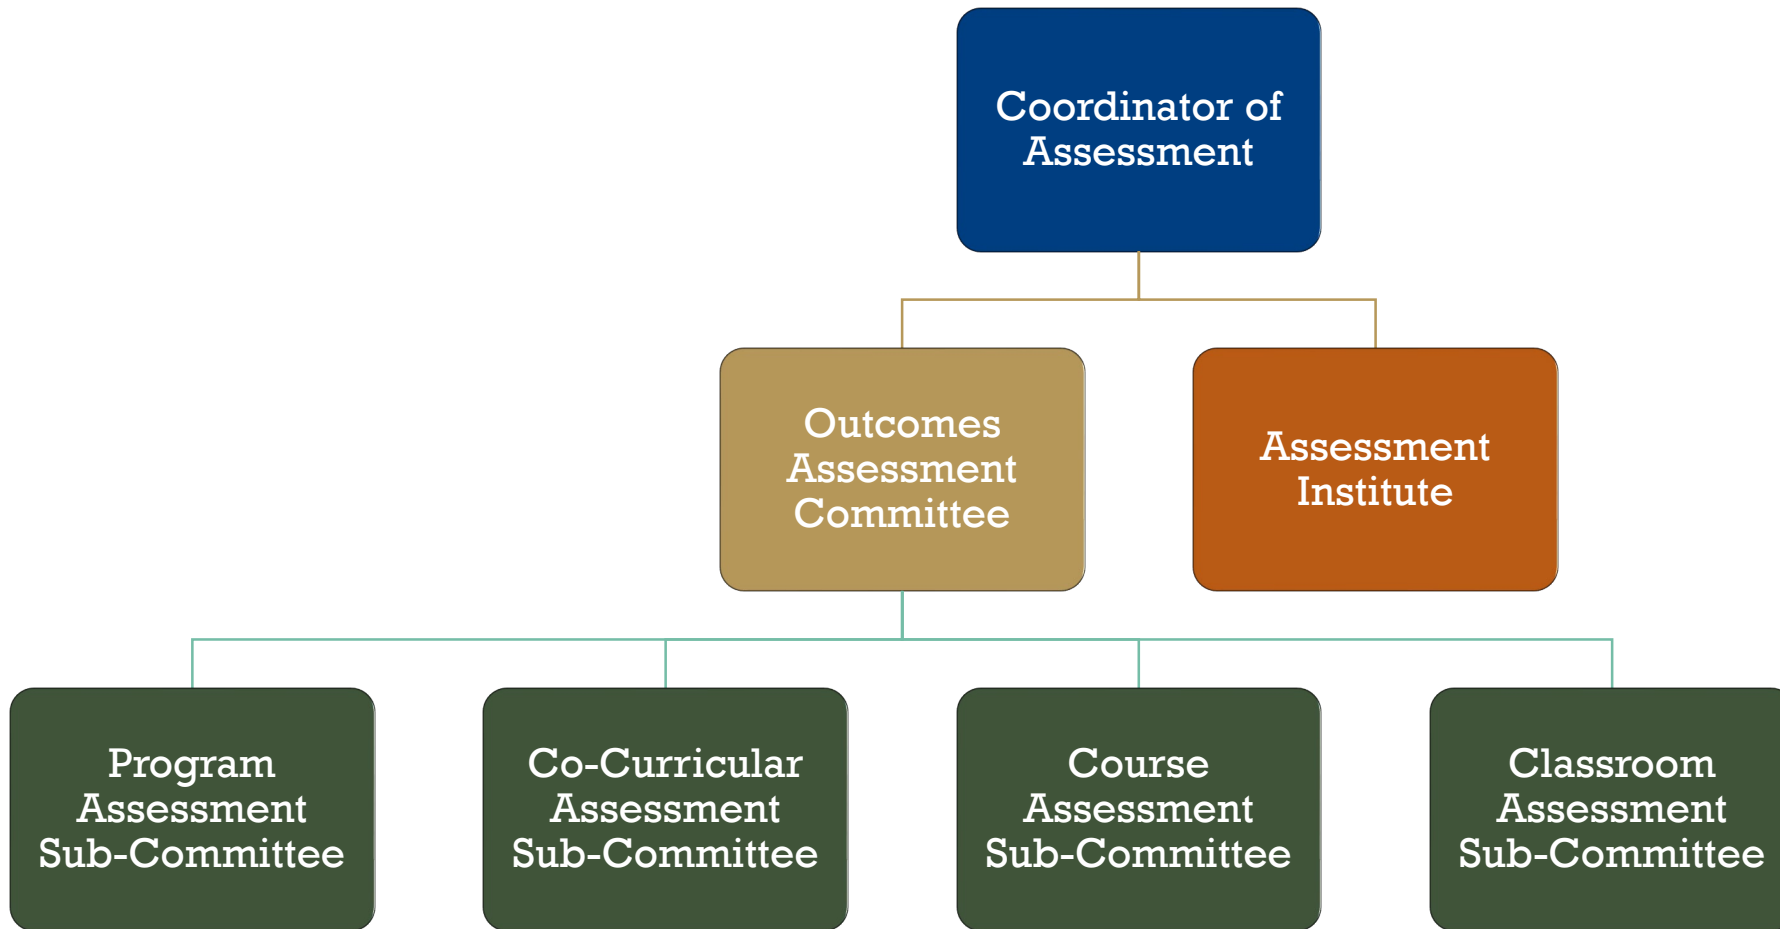 Coordinator of
Assessment
Outcomes
Assessment
Committee
Assessment
Institute
Program
Assessment
Sub-Committee
Co-Curricular
Assessment
Sub-Committee
Course
Assessment
Sub-Committee
Classroom
Assessment
Sub-Committee